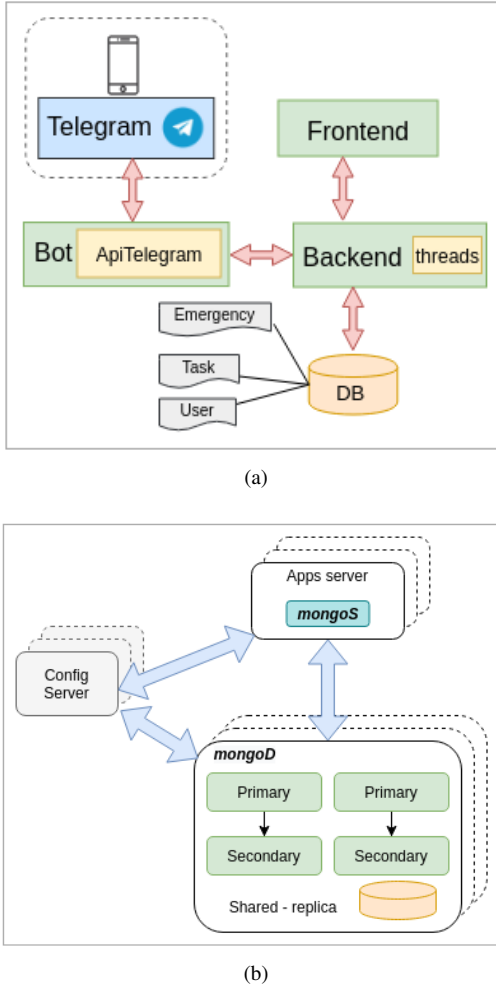 Telegram
Frontend
Bot
ApiTelegram
Backend
threads
Emergency
Task
User
DB
(a)
Apps server
mongoS
Config
Server
mongoD
Primary
Primary
Secondary
Secondary
Shared - replica
(b)